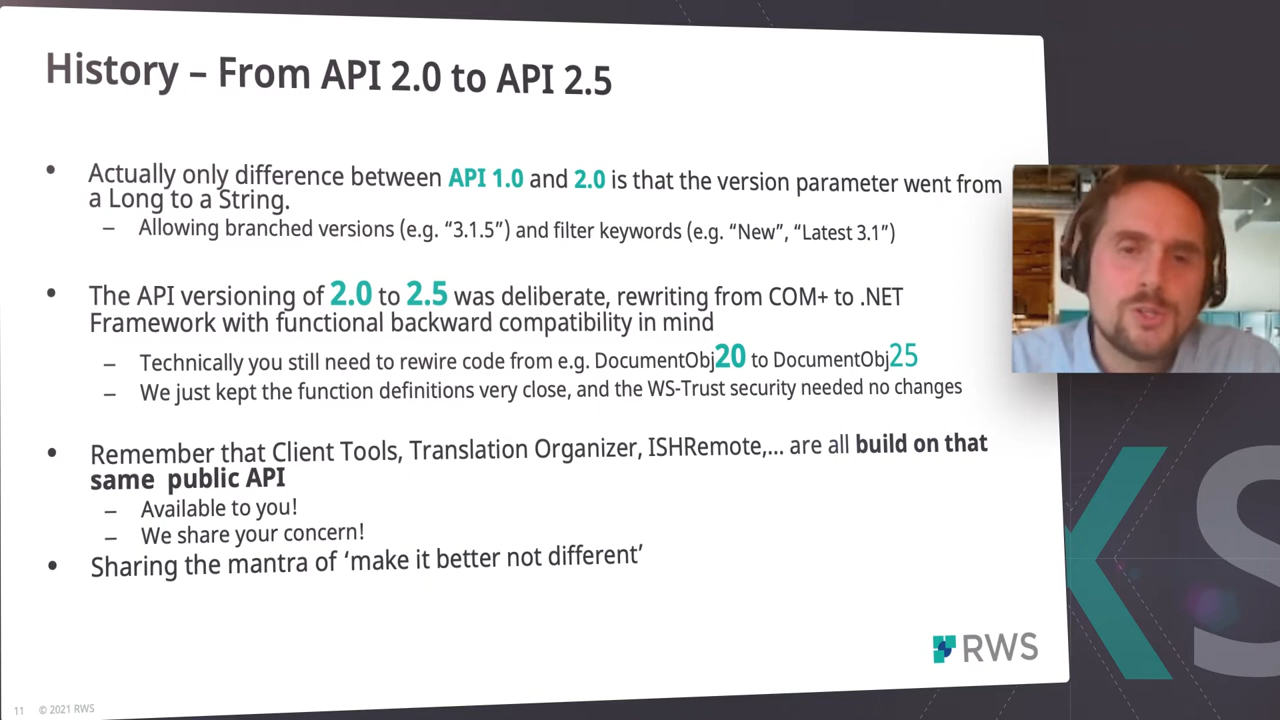 History – From API 2.0 to API 2.5
• Actually only difference between API 1.0 and 2.0 is that the version parameter went from
a Long to a String.
– Allowing branched versions (e.g. “3.1.5”) and filter keywords (e.g. “New”, “Latest 3.1”)
• The API versioning of 2.0 to 2.5 was deliberate, rewriting from COM+ to .NET
Framework with functional backward compatibility in mind
– Technically you still need to rewire code from e.g. DocumentObj20 to DocumentObj25
– We just kept the function definitions very close, and the WS-Trust security needed no changes
• Remember that Client Tools, Translation Organizer, ISHRemote,... are all build on that
same  public API
– Available to you!
– We share your concern!
• Sharing the mantra of ‘make it better not different’
RWS
11 © 2021 RWS